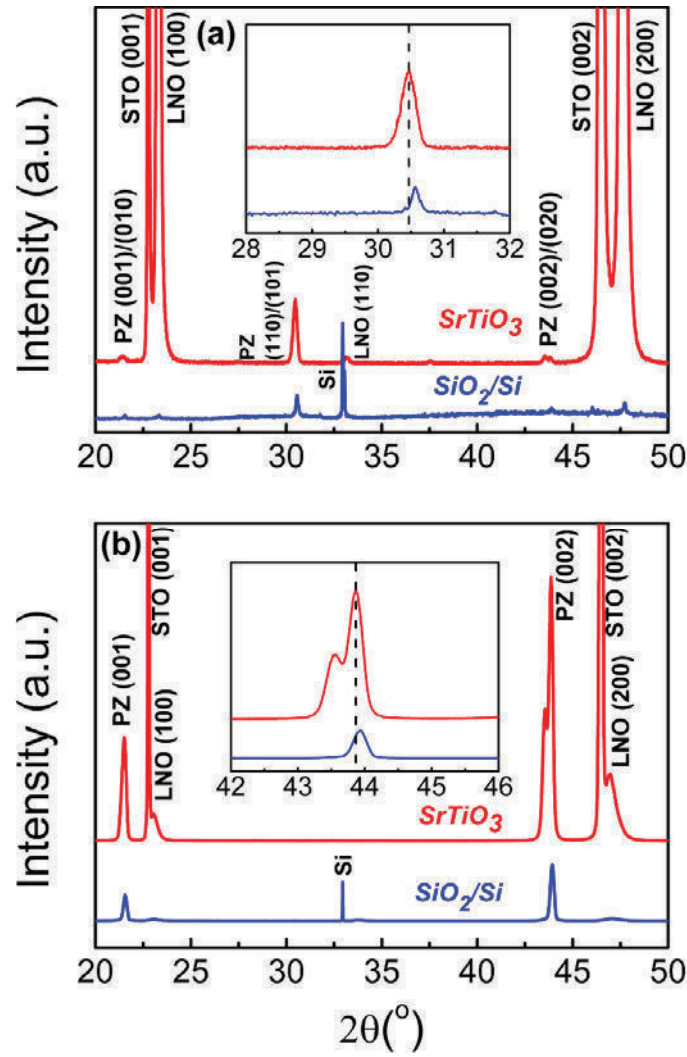 (a)
STO (001)
LNO (100)
STO (002)
LNO (200)
28 29 30 31 32
PZ (001)/(010)
PZ
(110)/(101)
LNO (110)
PZ (002)/(020)
SrTiO3
Si
SiO2/Si
Intensity (a.u.)
20 25 30 35 40 45 50
(b)
STO (001)
PZ (001)
LNO (100)
PZ (002)
STO (002)
LNO (200)
42 43 44 45 46
SrTiO3
Si
SiO2/Si
Intensity (a.u.)
20 25 30 35 40 45 50
2θ(°)